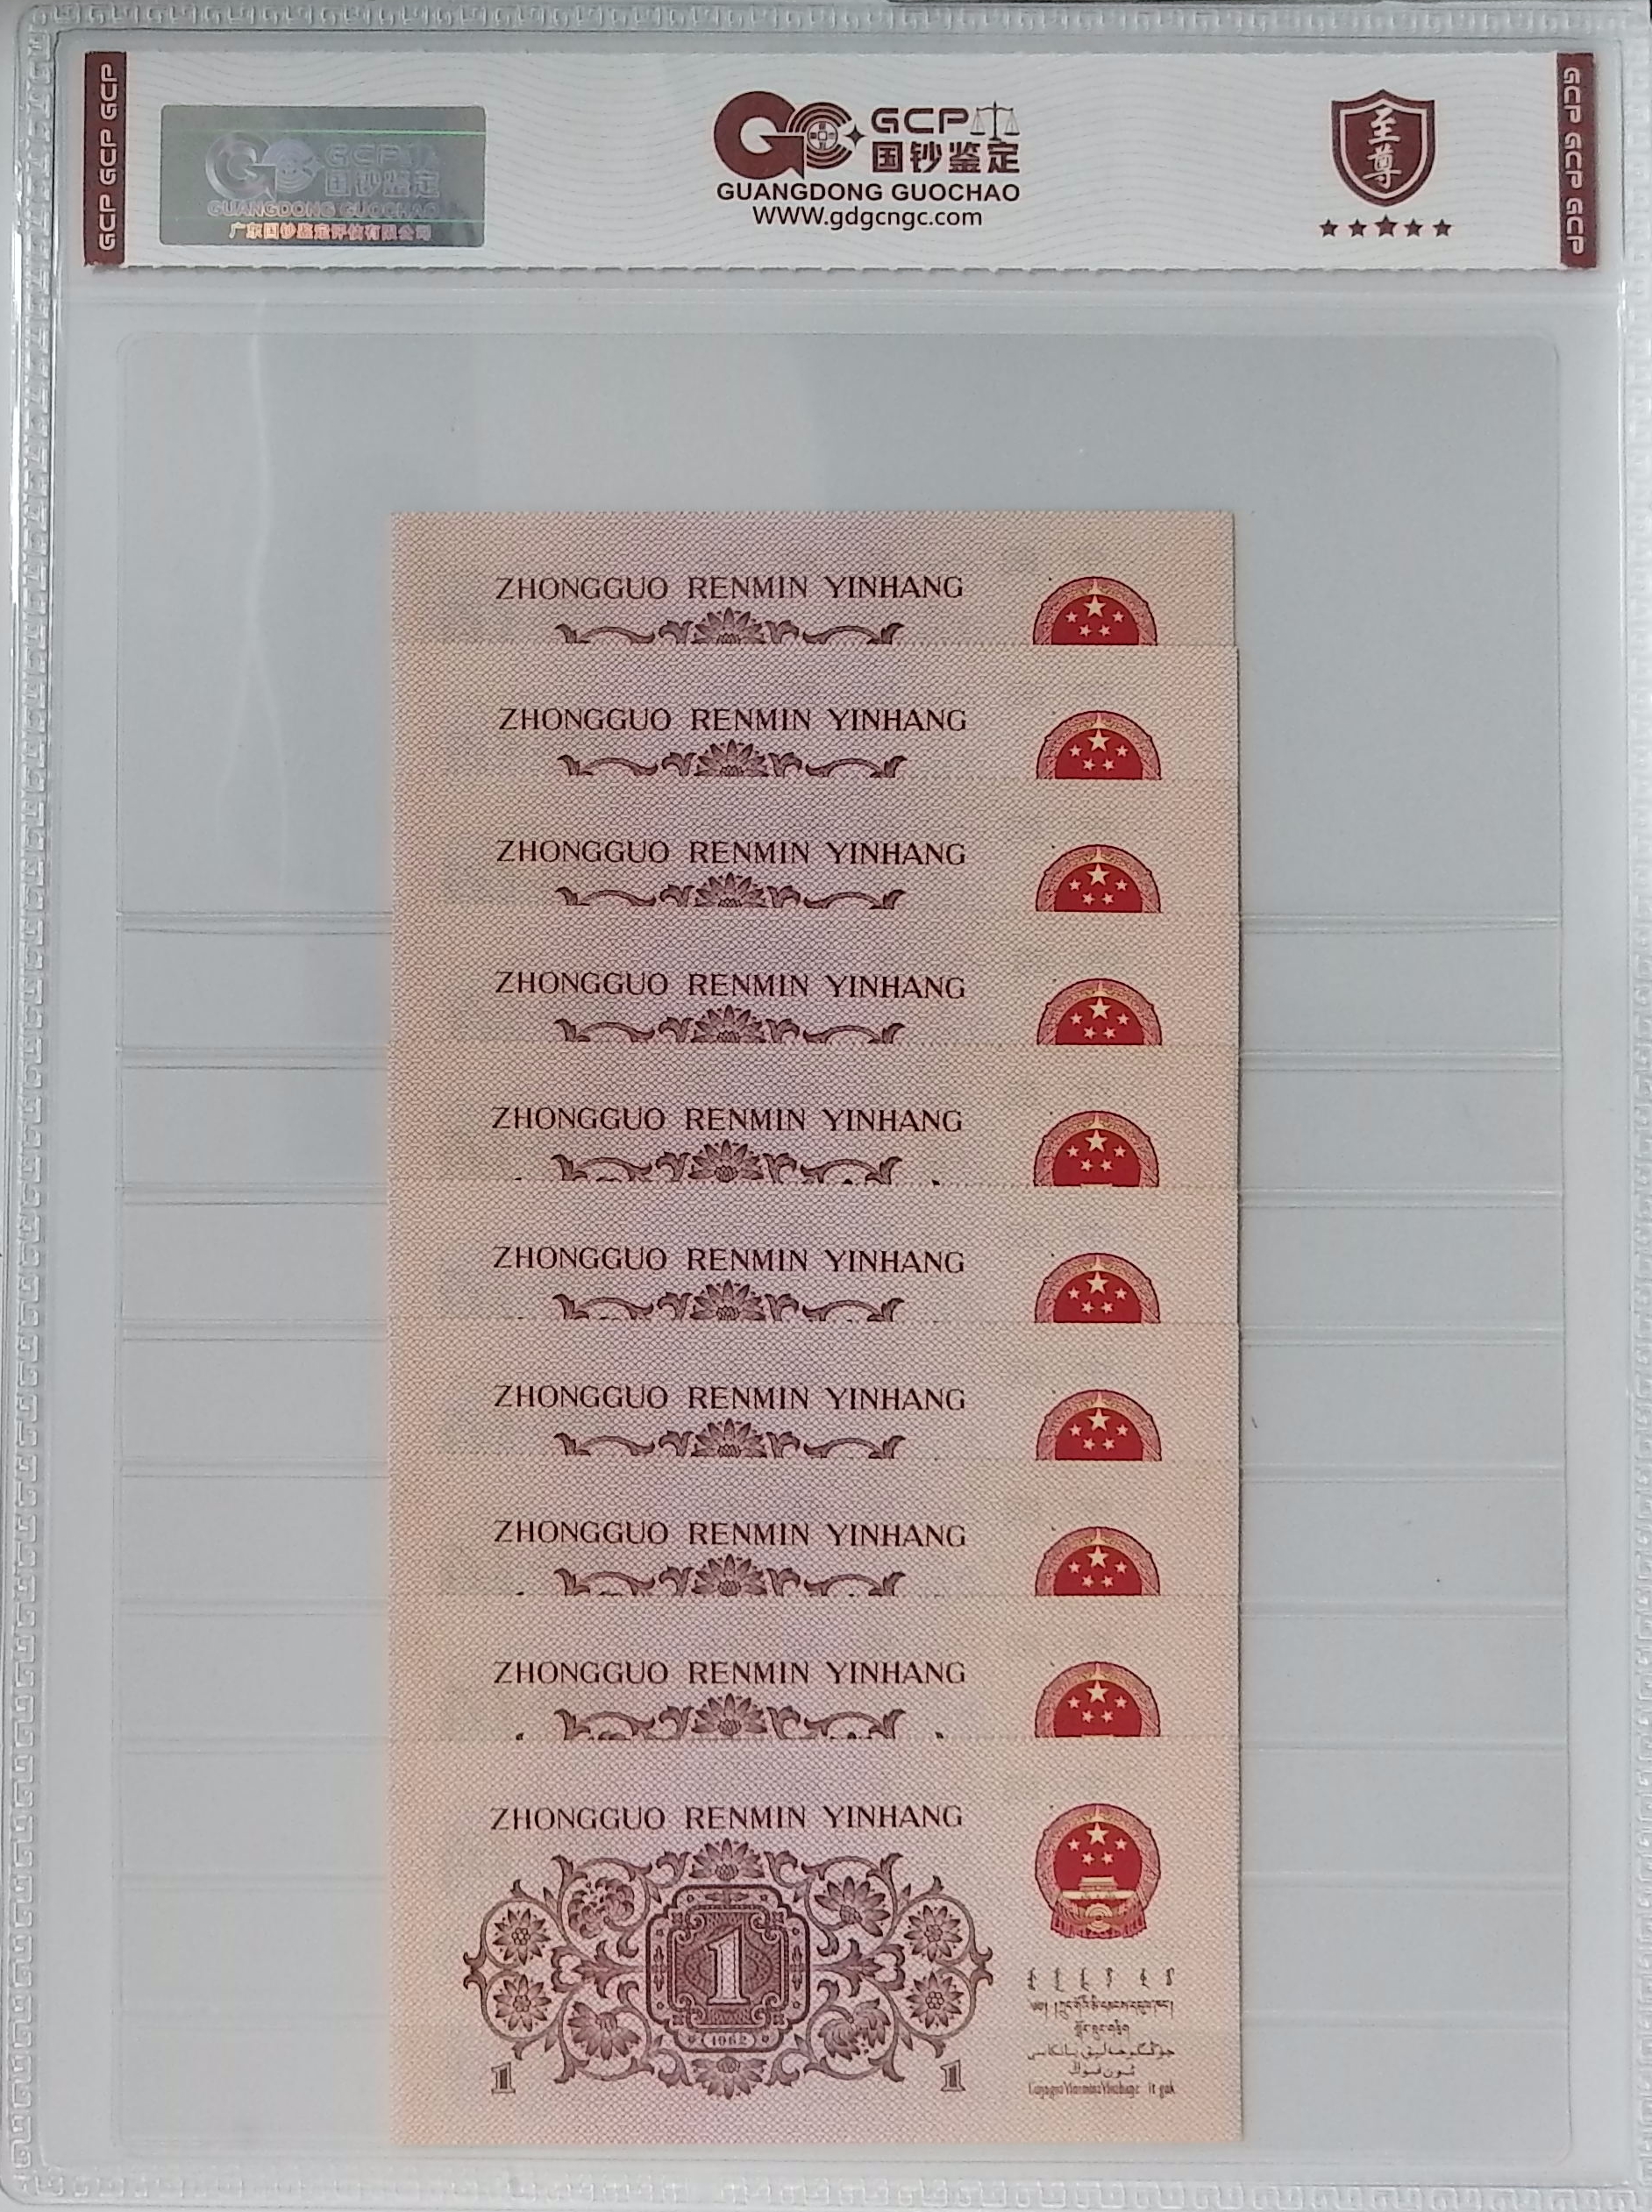 GCP GCP GCP
GCP
国钞鉴定
GUANGDONG GUOCHAO
广东国钞鉴定评估有限公司
GCP
国钞鉴定
GUANGDONG GUOCHAO
WWW.gdgcngc.com
至尊
GCP GCP GCP
ZHONGGUO RENMIN YINHANG
ZHONGGUO RENMIN YINHANG
ZHONGGUO RENMIN YINHANG
ZHONGGUO RENMIN YINHANG
ZHONGGUO RENMIN YINHANG
ZHONGGUO RENMIN YINHANG
ZHONGGUO RENMIN YINHANG
ZHONGGUO RENMIN YINHANG
ZHONGGUO RENMIN YINHANG
ZHONGGUO RENMIN YINHANG
1
(1962)
1 1